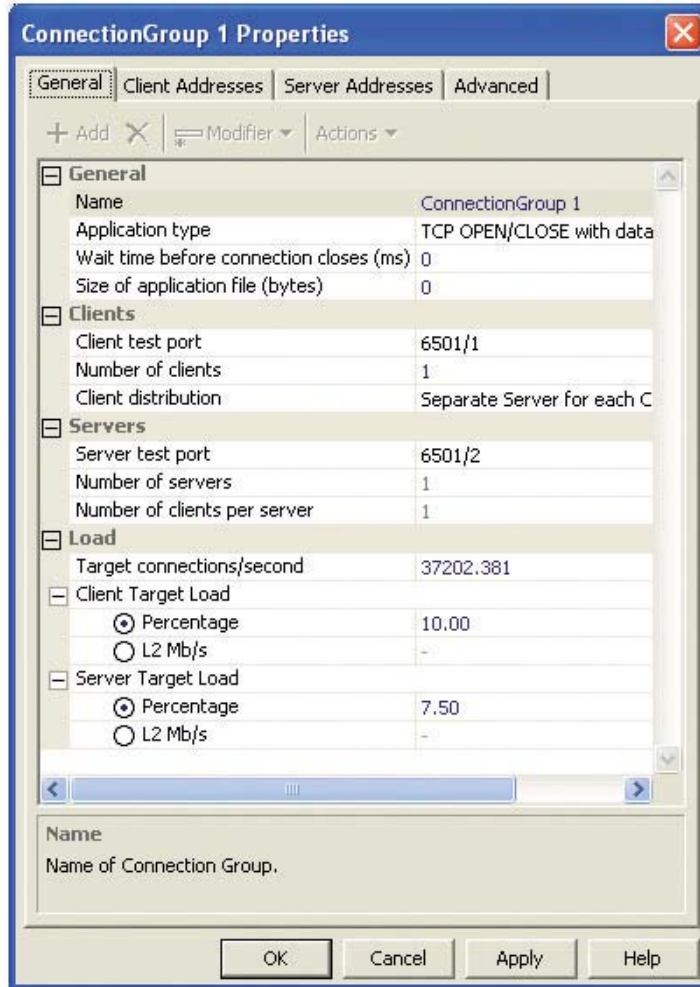 ConnectionGroup 1 Properties
General Client Addresses Server Addresses Advanced
Add Modifier Actions
General
Name ConnectionGroup 1
Application type TCP OPEN/CLOSE with data
Wait time before connection closes (ms) 0
Size of application file (bytes) 0
Clients
Client test port 6501/1
Number of clients 1
Client distribution Separate Server for each C
Servers
Server test port 6501/2
Number of servers 1
Number of clients per server 1
Load
Target connections/second 37202.381
Client Target Load
Percentage 10.00
L2 Mb/s -
Server Target Load
Percentage 7.50
L2 Mb/s -
Name
Name of Connection Group.
OK Cancel Apply Help